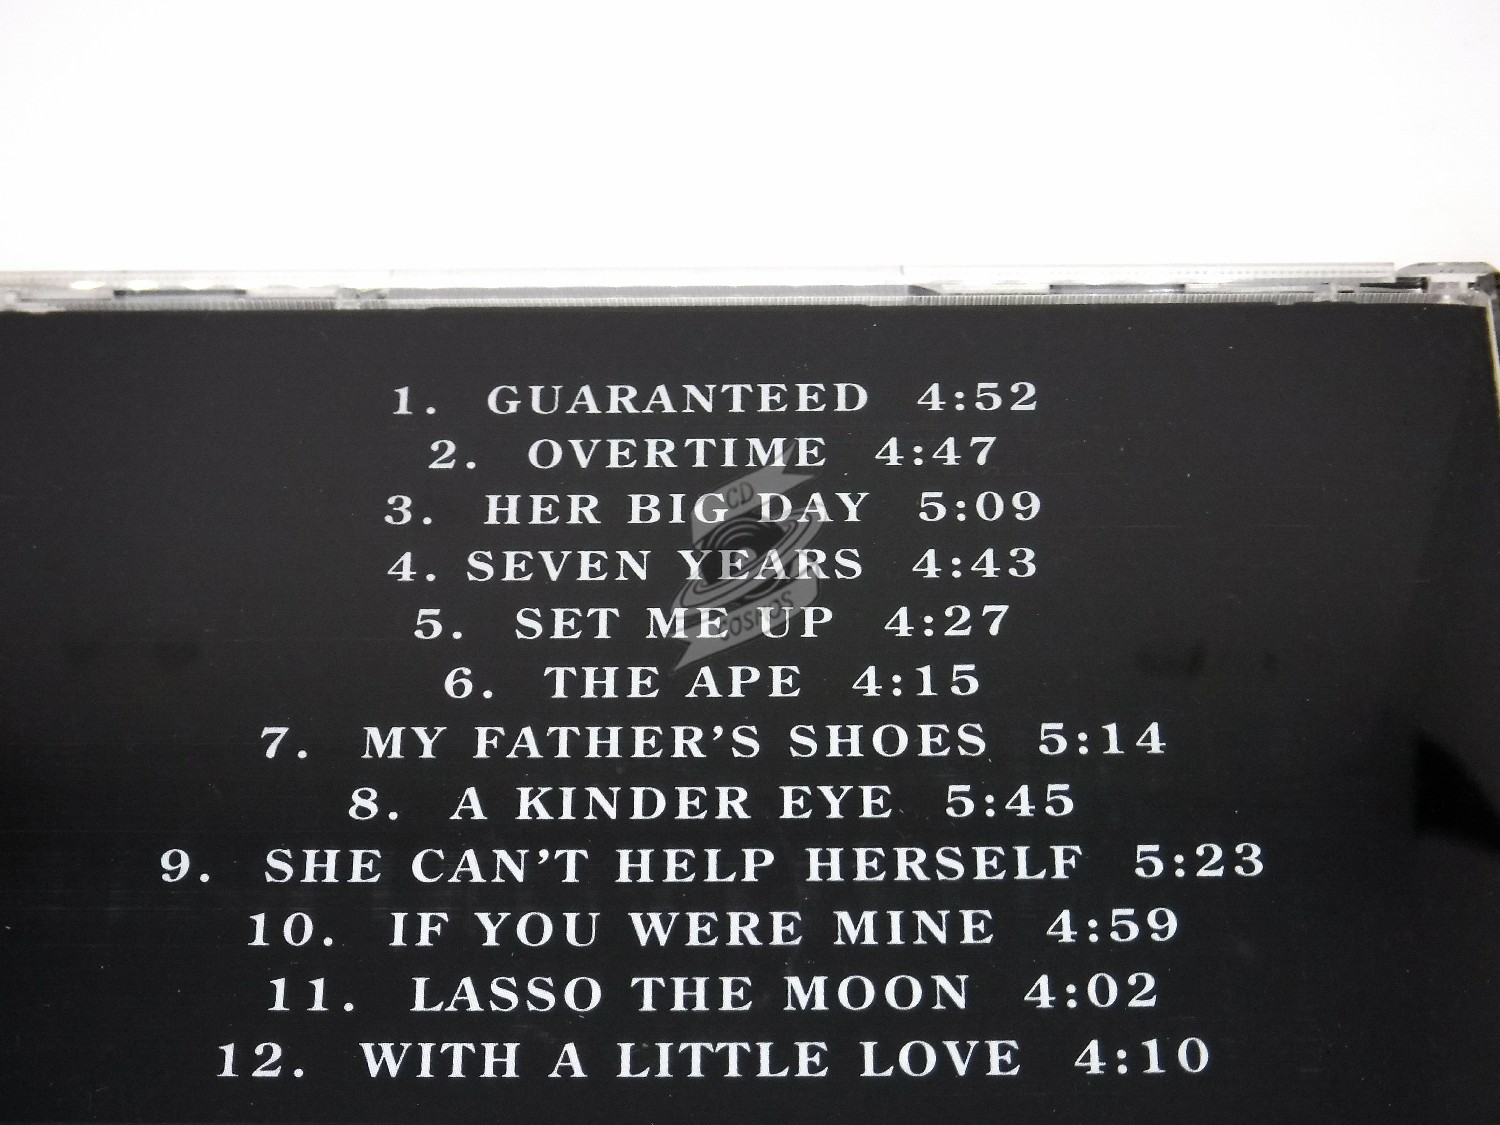 1. GUARANTEED 4:52
2. OVERTIME 4:47
3. HER BIG DAY 5:09
4. SEVEN YEARS 4:43
5. SET ME UP 4:27
6. THE APE 4:15
7. MY FATHER'S SHOES 5:14
8. A KINDER EYE 5:45
9. SHE CAN'T HELP HERSELF 5:23
10. IF YOU WERE MINE 4:59
11. LASSO THE MOON 4:02
12. WITH A LITTLE LOVE 4:10
CD
COSMOS